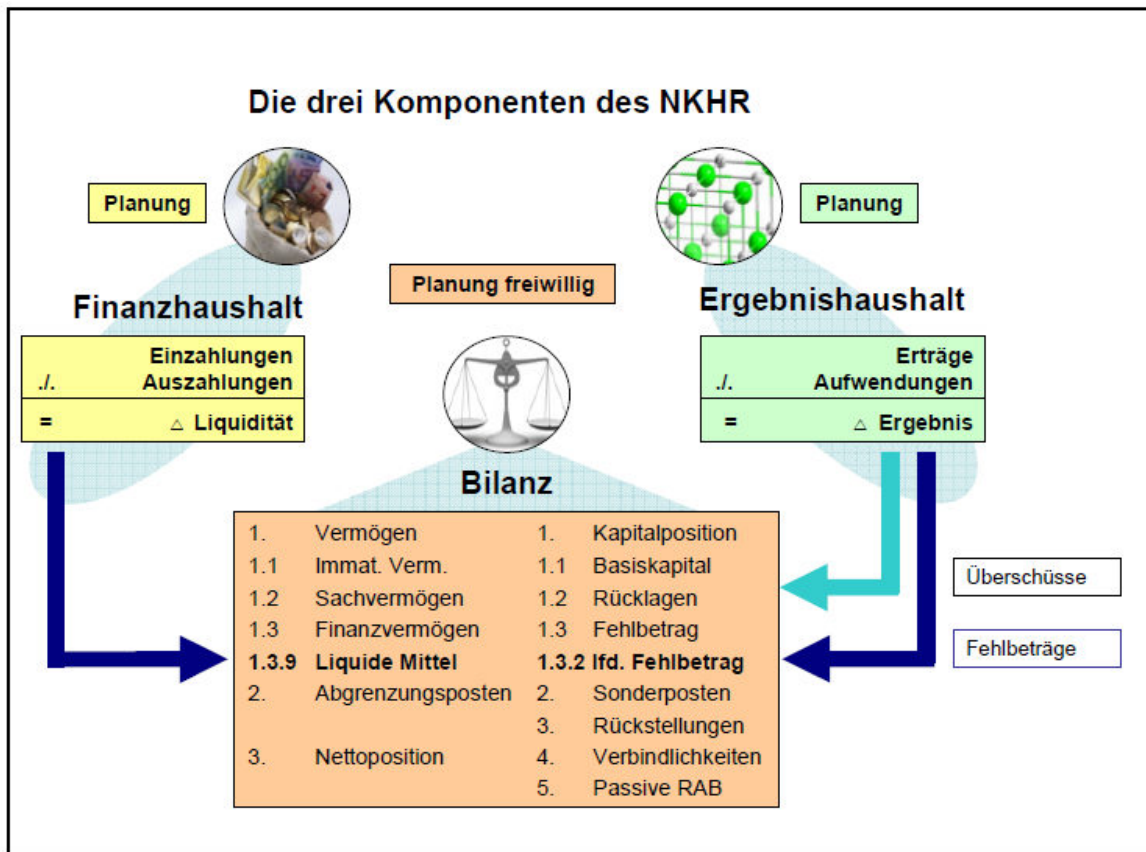 Die drei Komponenten des NKHR
Planung
Planung
Planung freiwillig
Finanzhaushalt
Ergebnishaushalt
Einzahlungen
./. Auszahlungen
= △ Liquidität
Erträge
./. Aufwendungen
= △ Ergebnis
Bilanz
1. Vermögen 1. Kapitalposition
1.1 Immat. Verm. 1.1 Basiskapital
1.2 Sachvermögen 1.2 Rücklagen
1.3 Finanzvermögen 1.3 Fehlbetrag
1.3.9 Liquide Mittel 1.3.2 lfd. Fehlbetrag
2. Abgrenzungsposten 2. Sonderposten
3. Rückstellungen
3. Nettoposition 4. Verbindlichkeiten
5. Passive RAB
Überschüsse
Fehlbeträge